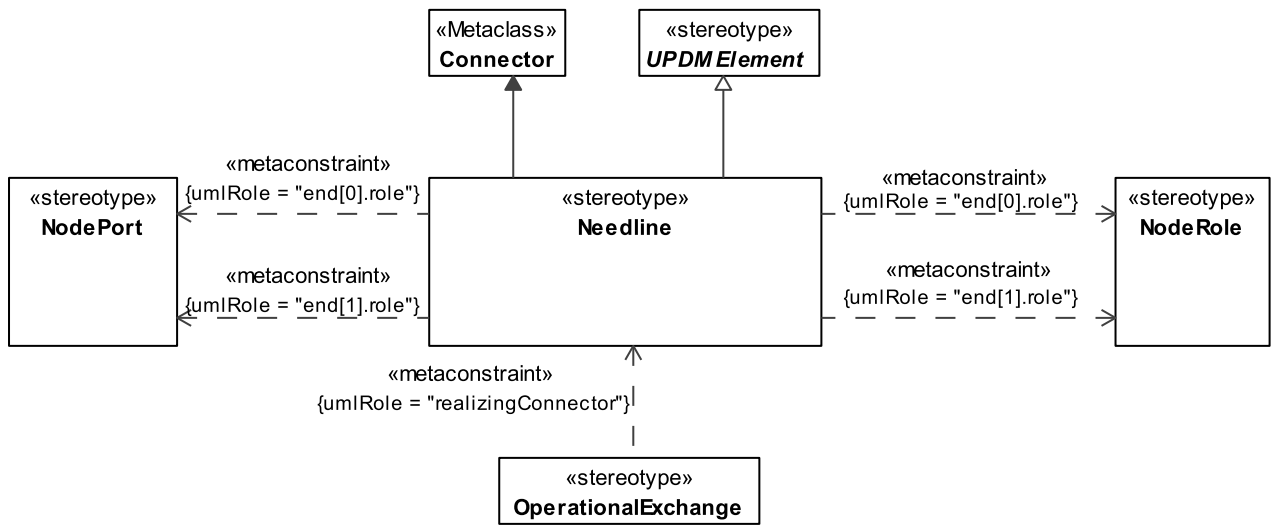 «Metaclass»
Connector
«stereotype»
UPDMElement
«metaconstraint»
{umlRole = "end[0].role"}
«metaconstraint»
{umlRole = "end[0].role"}
«stereotype»
NodePort
«stereotype»
Needline
«stereotype»
NodeRole
«metaconstraint»
{umlRole = "end[1].role"}
«metaconstraint»
{umlRole = "end[1].role"}
«metaconstraint»
{umlRole = "realizingConnector"}
«stereotype»
OperationalExchange